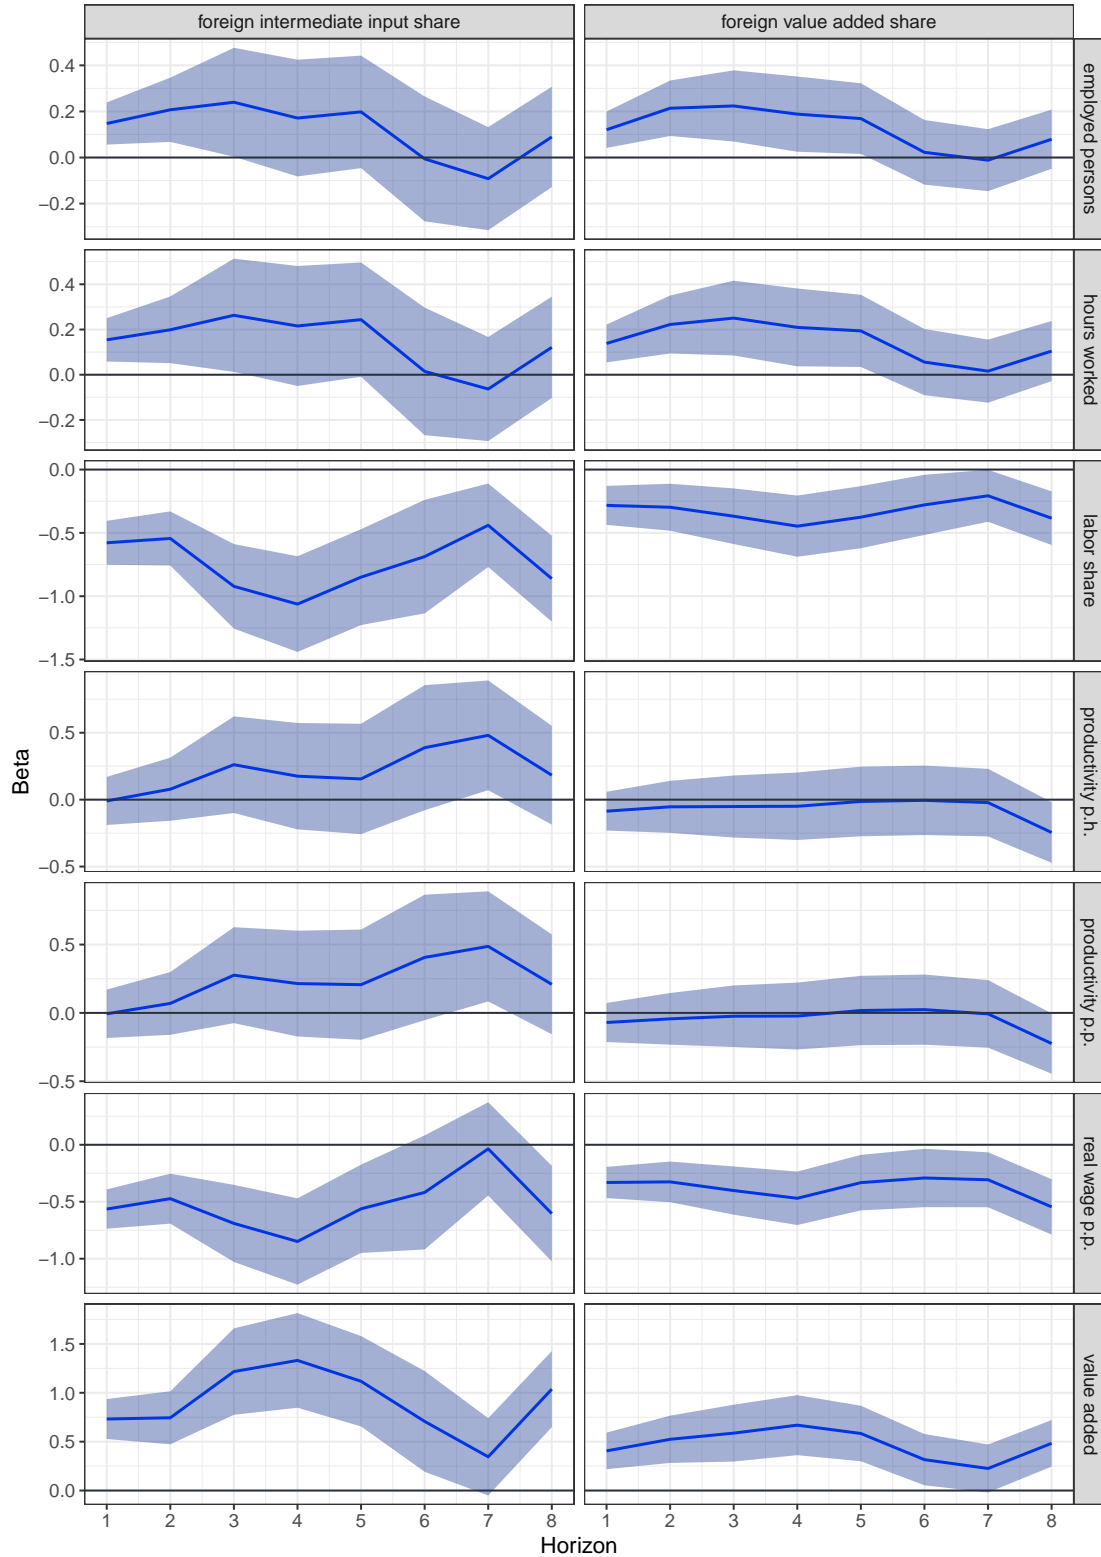 foreign intermediate input share
foreign value added share
0.4
0.2
0.0
−0.2
employed persons
0.4
0.2
0.0
−0.2
hours worked
0.0
−0.5
−1.0
−1.5
labor share
0.5
0.0
−0.5
productivity p.h.
0.5
0.0
−0.5
productivity p.p.
0.0
−0.5
−1.0
real wage p.p.
1.5
1.0
0.5
0.0
value added
Beta
1 2 3 4 5 6 7 8
1 2 3 4 5 6 7 8
Horizon